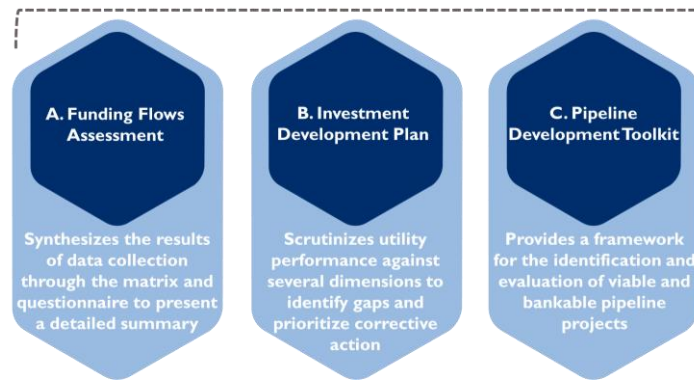 A. Funding Flows
Assessment
Synthesizes the results
of data collection
through the matrix and
questionnaire to present
a detailed summary
B. Investment
Development Plan
Scrutinizes utility
performance against
several dimensions to
identify gaps and
prioritize corrective
action
C. Pipeline
Development Toolkit
Provides a framework
for the identification and
evaluation of viable and
bankable pipeline
projects